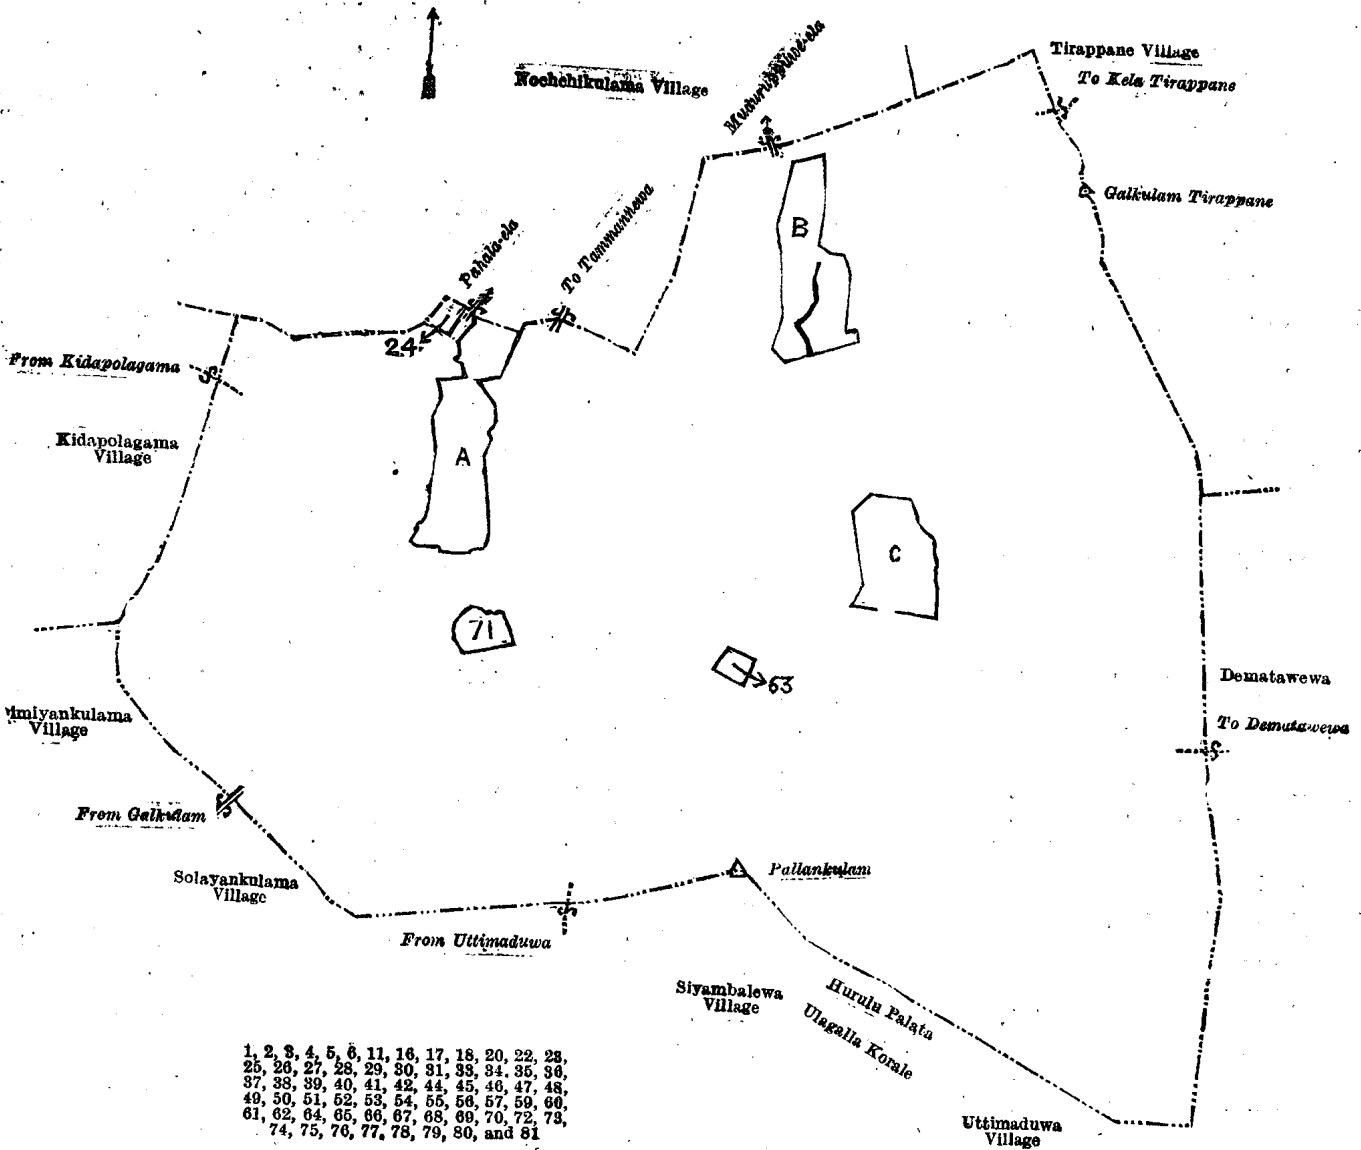 Tirappane Village
To Kela Tirappane
Nochchikulama Village
Galkulam Tirappane
B
Pahala-ela
To Tammannewa
24
From Kidapolagama
Kidapolagama
Village
A
C
71
63
Dematawewa
To Dematawewa
Village
From Galkulam
Solayankulama
Village
Pallankulam
From Uttimaduwa
Siyambalewa
Village
Hurulu Palata
Ulagalla Korale
1, 2, 3, 4, 5, 6, 11, 16, 17, 18, 20, 22, 23,
25, 26, 27, 28, 29, 30, 31, 33, 34, 35, 36,
37, 38, 39, 40, 41, 42, 44, 45, 46, 47, 48,
49, 50, 51, 52, 53, 54, 55, 56, 57, 59, 60,
61, 62, 64, 65, 66, 67, 68, 69, 70, 72, 73,
74, 75, 76, 77, 78, 79, 80, and 81
Uttimaduwa
Village